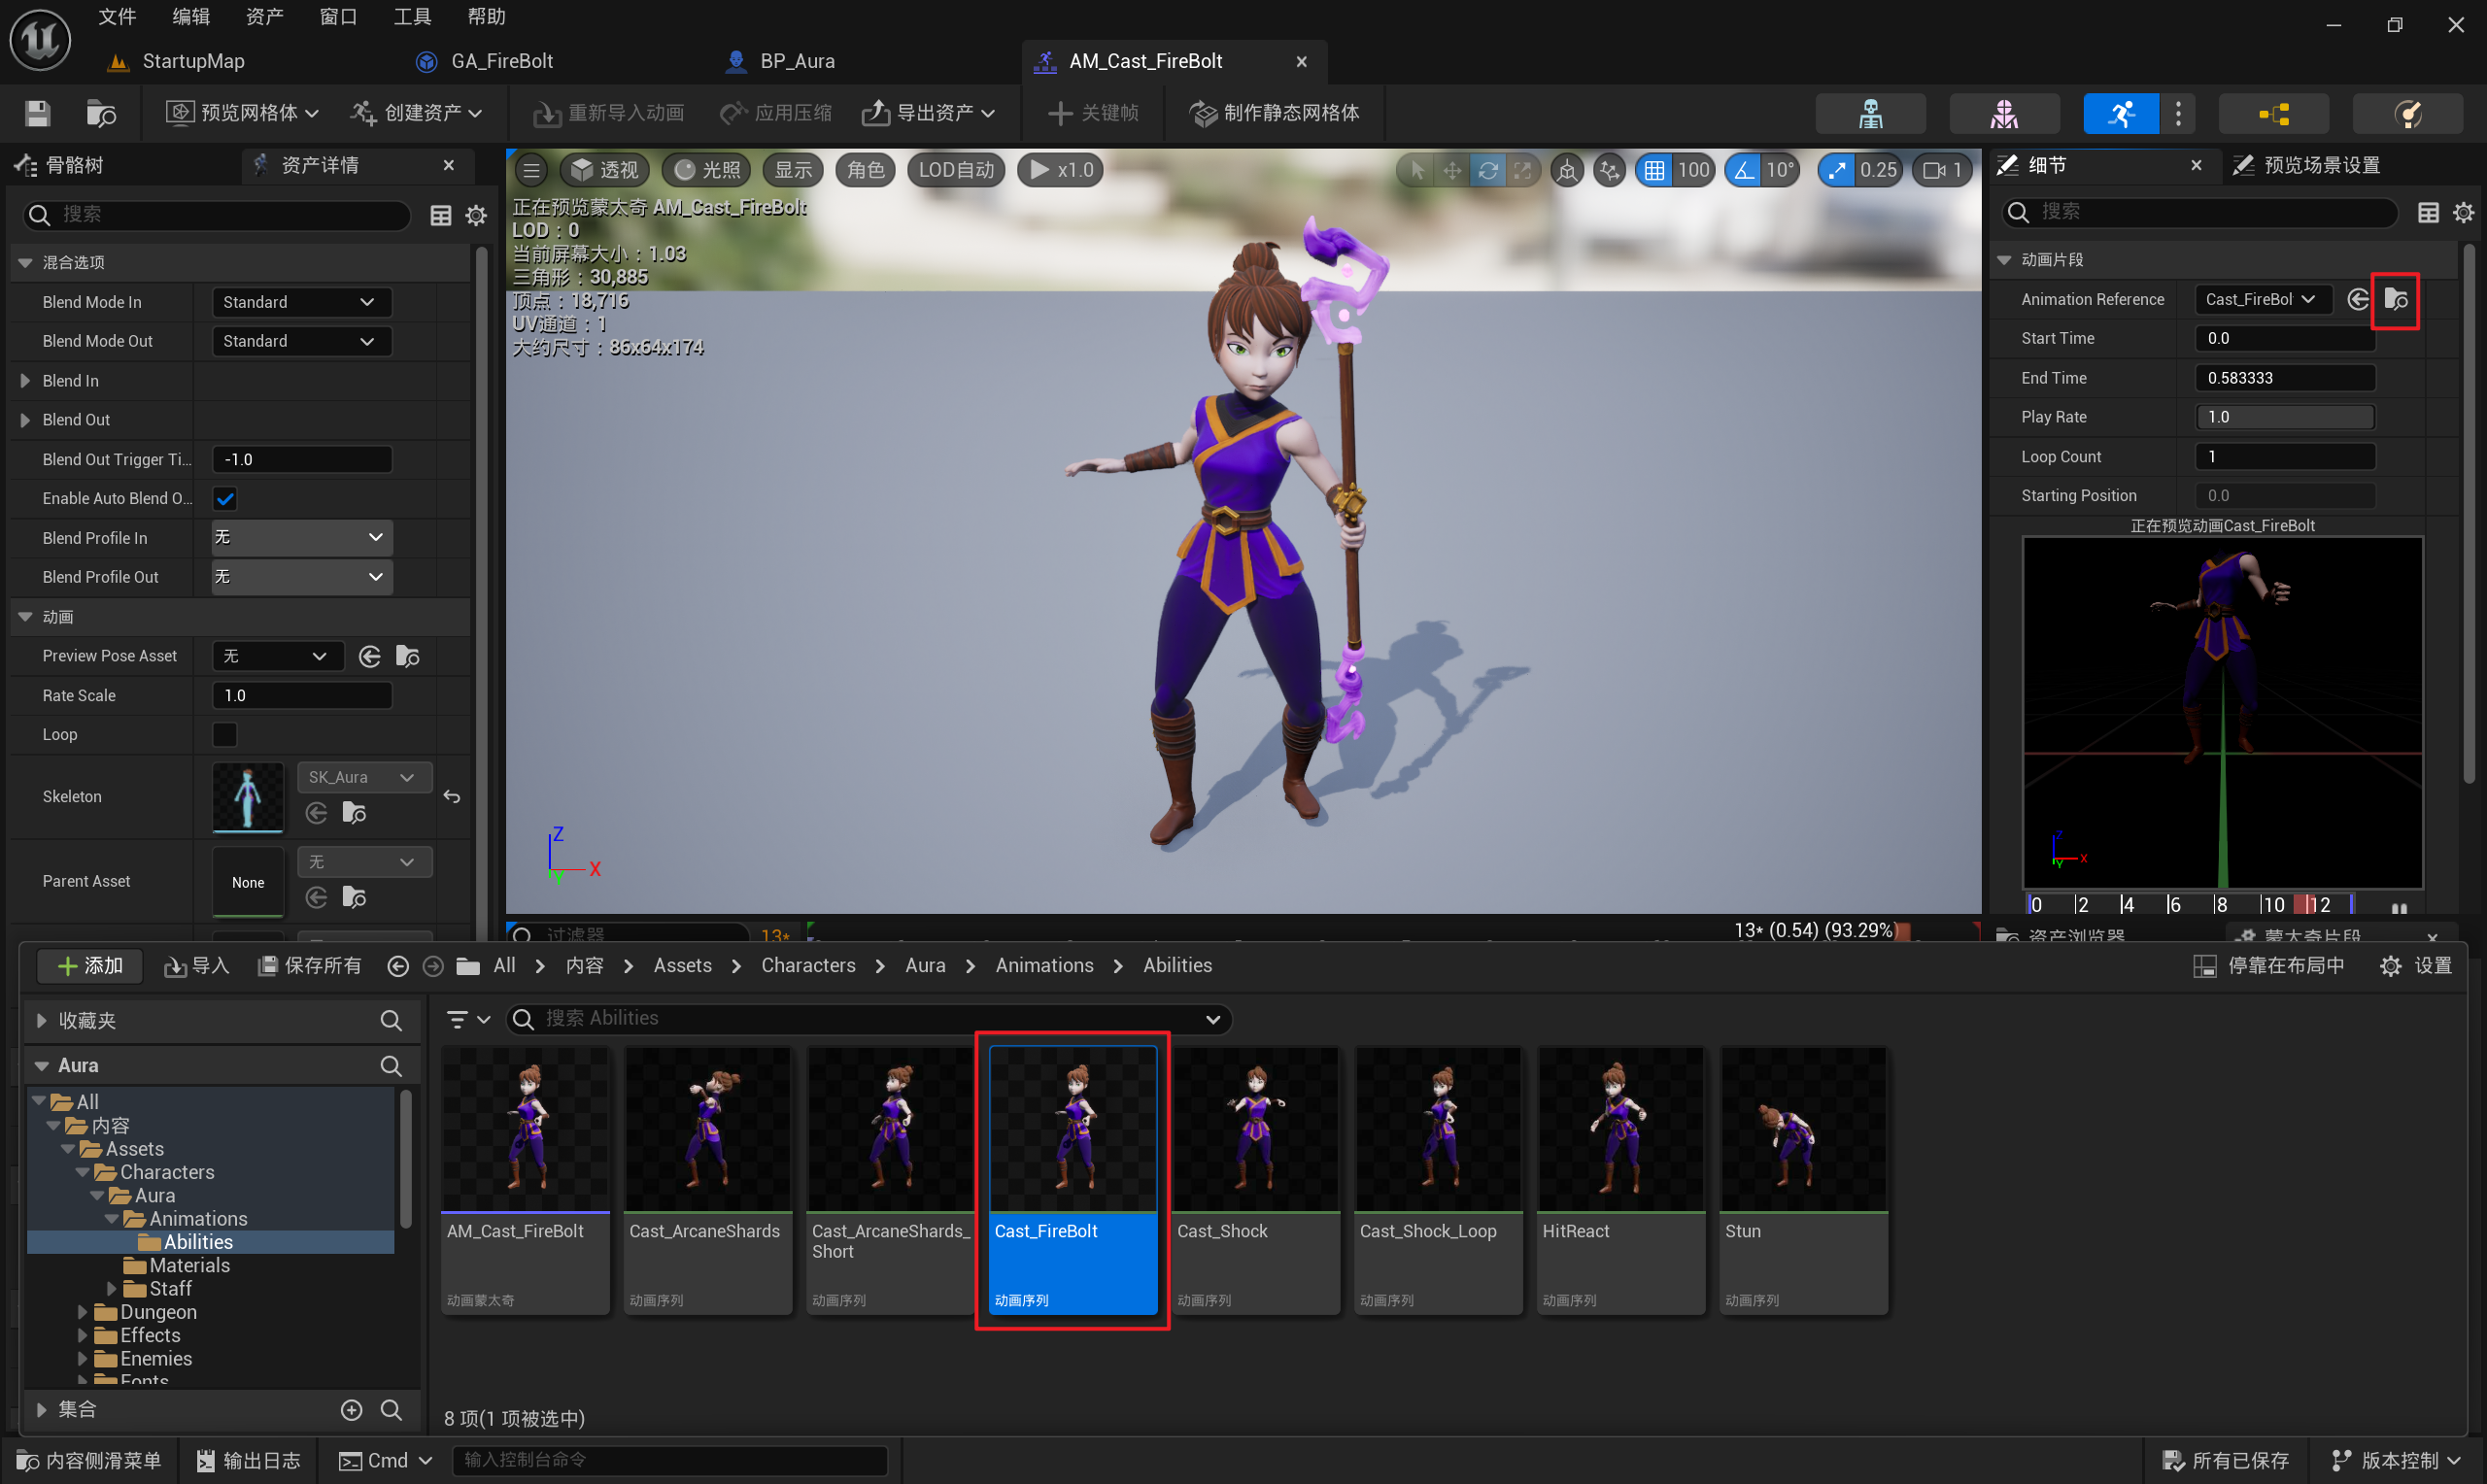 文件 编辑 资产 窗口 工具 帮助
StartupMap GA_FireBolt BP_Aura AM_Cast_FireBolt
预览网格体 创建资产 重新导入动画 应用压缩 导出资产 关键帧 制作静态网格体
骨骼树 资产详情
搜索
混合选项
Blend Mode In Standard
Blend Mode Out Standard
Blend In
Blend Out
Blend Out Trigger Ti... -1.0
Enable Auto Blend O...
Blend Profile In 无
Blend Profile Out 无
动画
Preview Pose Asset 无
Rate Scale 1.0
Loop
Skeleton SK_Aura
Parent Asset None 无
透视 光照 显示 角色 LOD自动 x1.0 100 10° 0.25 1
正在预览蒙太奇 AM_Cast_FireBolt
LOD：0
当前屏幕大小：1.03
三角形：30,885
顶点：18,716
UV通道：1
大约尺寸：86x64x174
Z
X
Y
过滤器 13* 13* (0.54) (93.29%)
细节 预览场景设置
搜索
动画片段
Animation Reference Cast_FireBol
Start Time 0.0
End Time 0.583333
Play Rate 1.0
Loop Count 1
Starting Position 0.0
正在预览动画Cast_FireBolt
Z
X
Y
0 2 4 6 8 10 12
资产浏览器 蒙太奇片段
添加 导入 保存所有 All 内容 Assets Characters Aura Animations Abilities 停靠在布局中 设置
收藏夹
Aura
All
内容
Assets
Characters
Aura
Animations
Abilities
Materials
Staff
Dungeon
Effects
Enemies
Fonts
集合
搜索 Abilities
AM_Cast_FireBolt
动画蒙太奇
Cast_ArcaneShards
动画序列
Cast_ArcaneShards_
Short
动画序列
Cast_FireBolt
动画序列
Cast_Shock
动画序列
Cast_Shock_Loop
动画序列
HitReact
动画序列
Stun
动画序列
8 项(1 项被选中)
内容侧滑菜单 输出日志 Cmd 输入控制台命令 所有已保存 版本控制